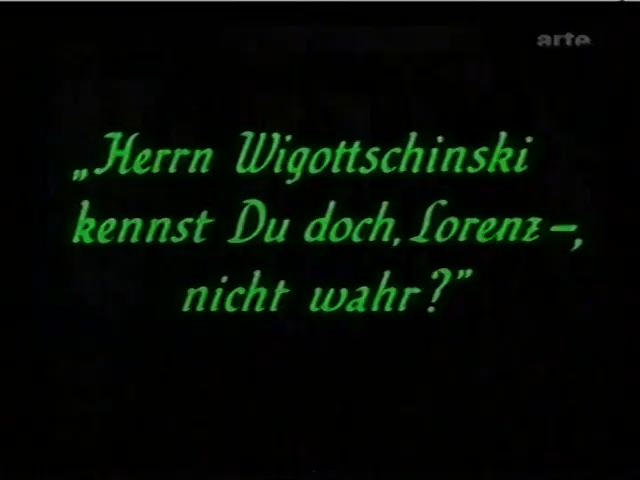 arte
„Herrn Wigottschinski
kennst Du doch, Lorenz–,
nicht wahr?”